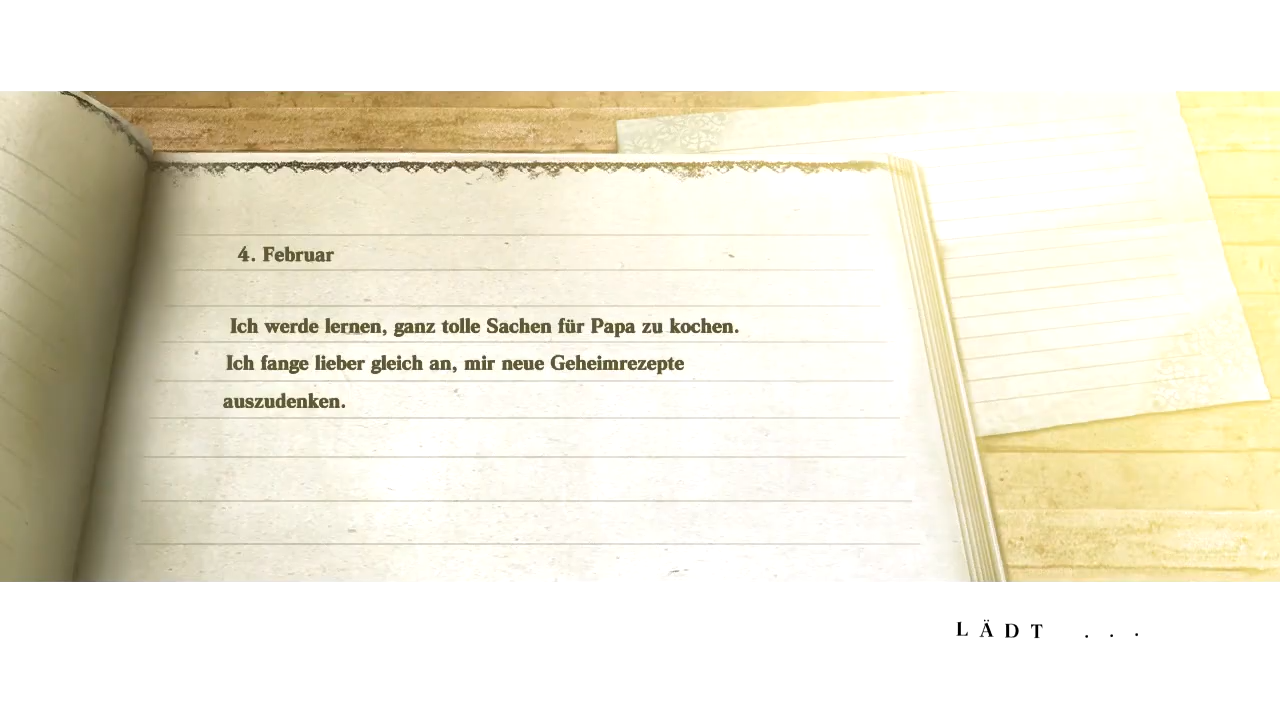 4. Februar
Ich werde lernen, ganz tolle Sachen für Papa zu kochen.
Ich fange lieber gleich an, mir neue Geheimrezepte
auszudenken.
LÄDT ...